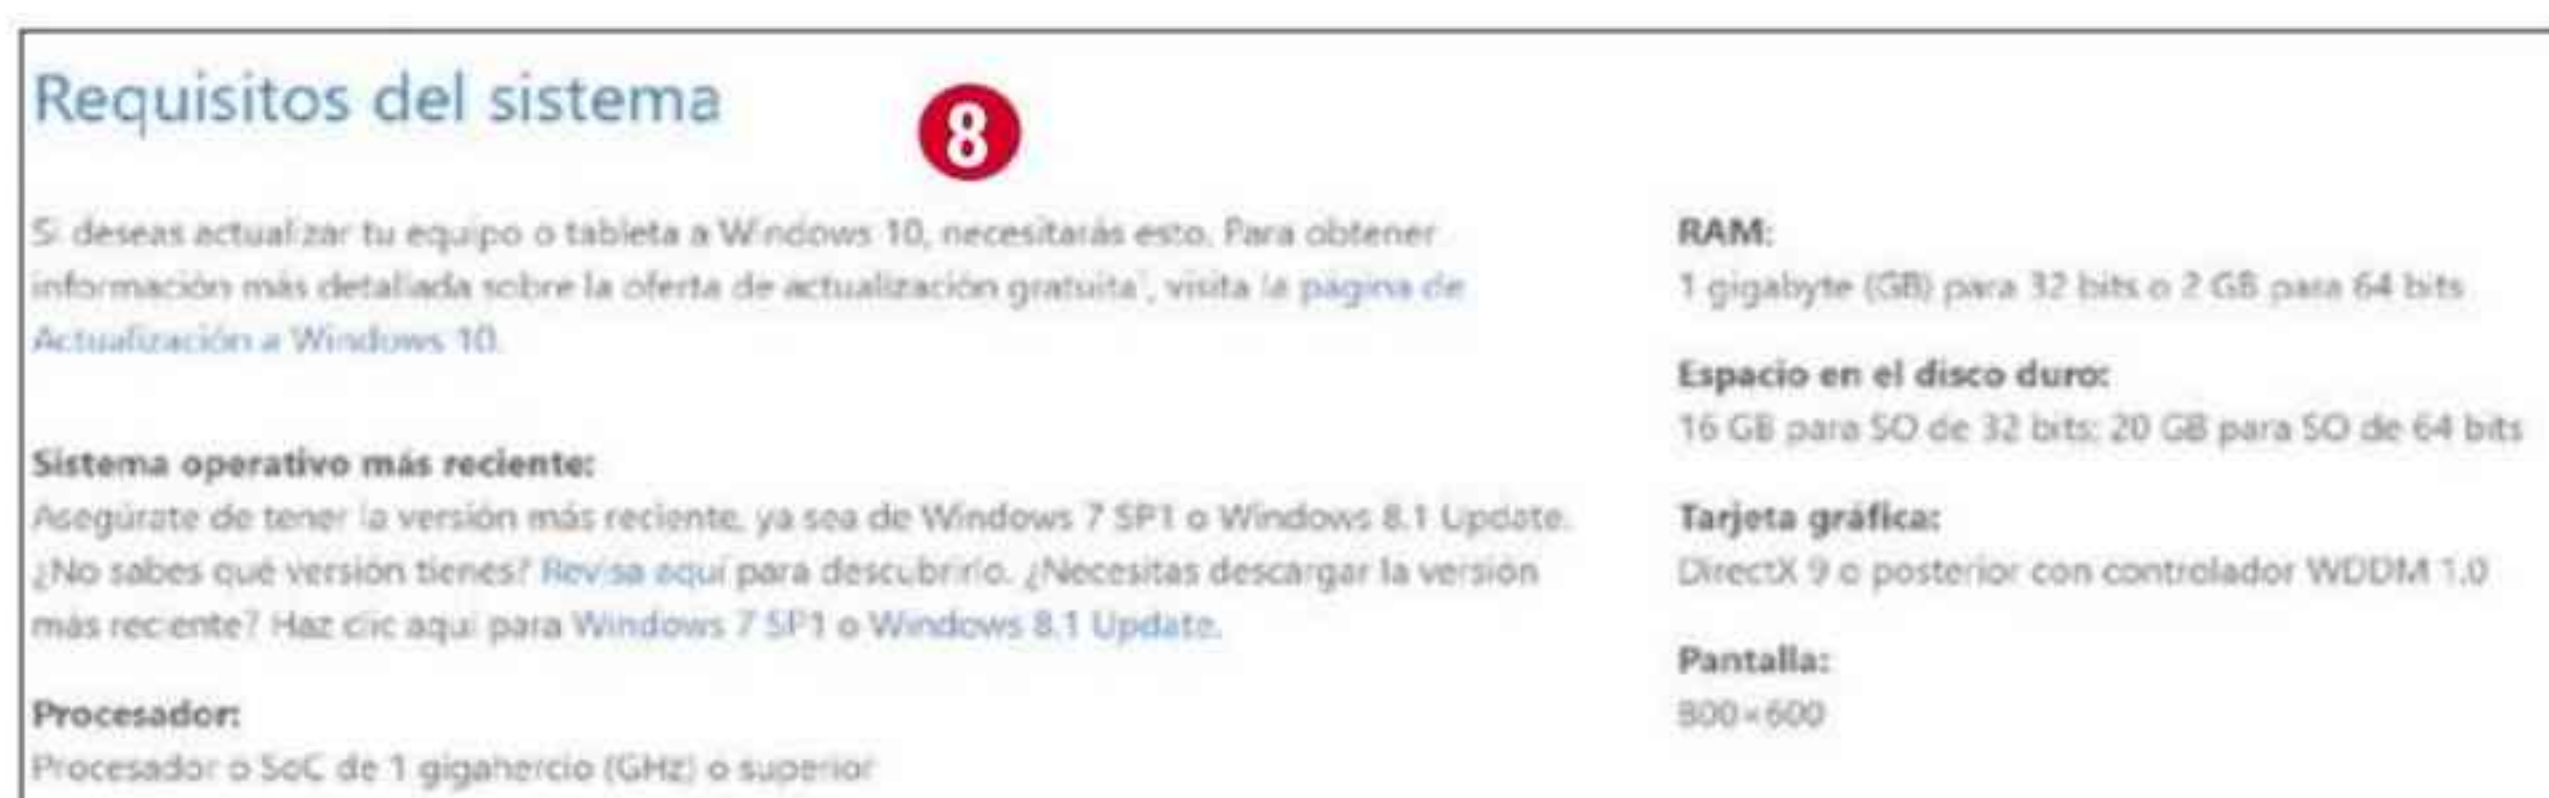 Requisitos del sistema
8
Si deseas actualizar tu equipo o tableta a Windows 10, necesitarás esto. Para obtener
información más detallada sobre la oferta de actualización gratuita¹, visita la página de
Actualización a Windows 10.
Sistema operativo más reciente:
Asegúrate de tener la versión más reciente, ya sea de Windows 7 SP1 o Windows 8.1 Update.
¿No sabes qué versión tienes? Revisa aquí para descubrirlo. ¿Necesitas descargar la versión
más reciente? Haz clic aquí para Windows 7 SP1 o Windows 8.1 Update.
Procesador:
Procesador o SoC de 1 gigahercio (GHz) o superior
RAM:
1 gigabyte (GB) para 32 bits o 2 GB para 64 bits
Espacio en el disco duro:
16 GB para SO de 32 bits; 20 GB para SO de 64 bits
Tarjeta gráfica:
DirectX 9 o posterior con controlador WDDM 1.0
Pantalla:
800×600